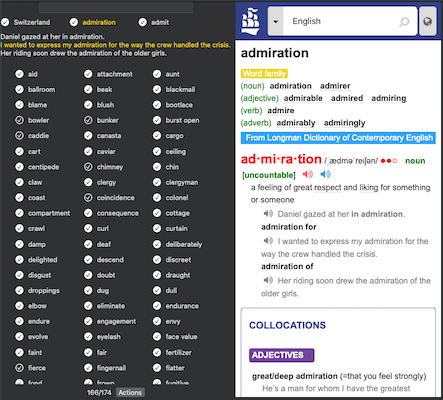 Switzerland admiration admit
Daniel gazed at her in admiration.
I wanted to express my admiration for the way the crew handled the crisis.
Her riding soon drew the admiration of the older girls.
aid attachment aunt
ballroom beak blackmail
blame blush bootlace
bowler bunker burst open
caddie canasta cargo
cart caviar ceiling
centipede chimney chin
claw clergy clergyman
coast coincidence colonel
compartment consequence cottage
crawl curl curtain
damp deaf deliberately
delighted descend discreet
disgust doubt draught
droppings dug dull
elbow eliminate endurance
endure engagement envy
evolve eyelash face value
faint fair fertilizer
fierce fingernail flatter
fond frown fugitive
166/174 Actions
English
admiration
Word family
(noun) admiration admirer
(adjective) admirable admired admiring
(verb) admire
(adverb) admirably admiringly
From Longman Dictionary of Contemporary English
ad‧mi‧ra‧tion /ˌædməˈreɪʃən/ ●●○ noun
[uncountable]
a feeling of great respect and liking for something
or someone
Daniel gazed at her in admiration.
admiration for
I wanted to express my admiration for the
way the crew handled the crisis.
admiration of
Her riding soon drew the admiration of the
older girls.
COLLOCATIONS
ADJECTIVES
great/deep admiration (=that you feel strongly)
He's a man for whom I have the greatest